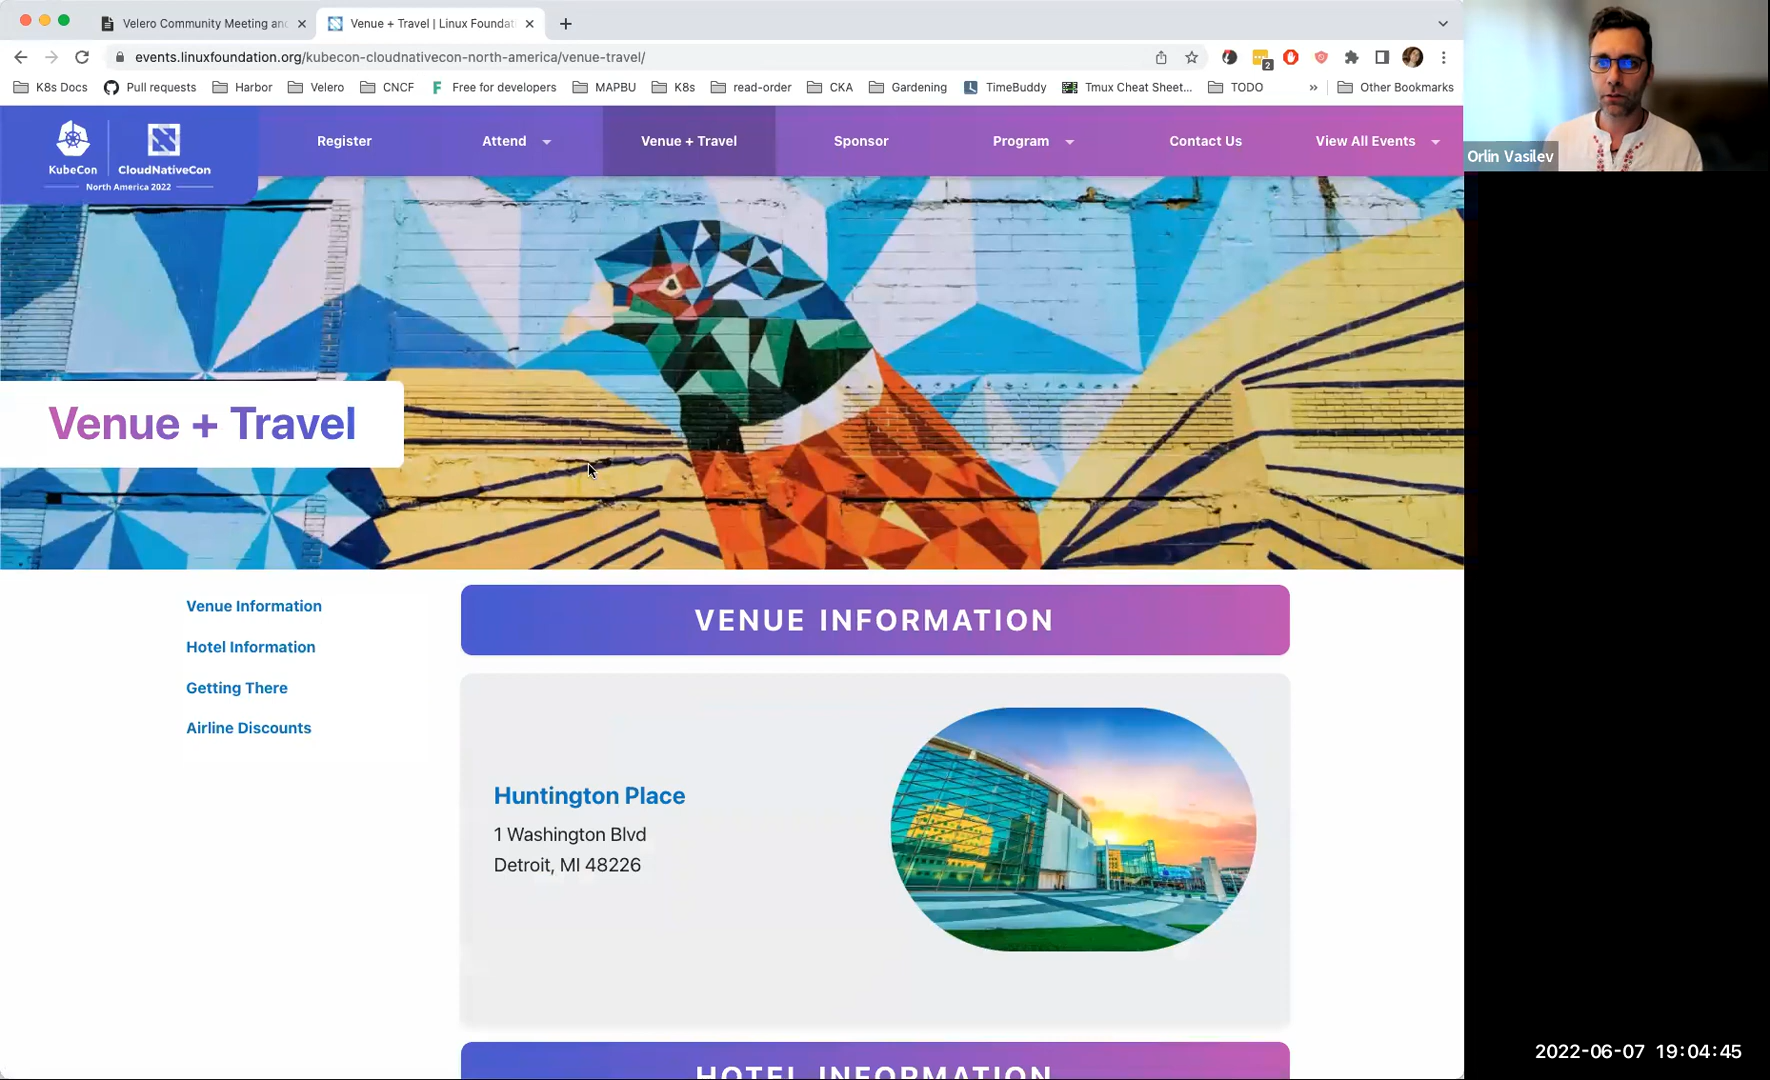 Velero Community Meeting an
Venue + Travel | Linux Foundat
events.linuxfoundation.org/kubecon-cloudnativecon-north-america/venue-travel/
2
K8s Docs
Pull requests
Harbor
Velero
CNCF
Free for developers
MAPBU
K8s
read-order
CKA
Gardening
TimeBuddy
Tmux Cheat Sheet...
TODO
»
Other Bookmarks
KubeCon
CloudNativeCon
North America 2022
Register
Attend
Venue + Travel
Sponsor
Program
Contact Us
View All Events
Orlin Vasilev
Venue + Travel
Venue Information
Hotel Information
Getting There
Airline Discounts
VENUE INFORMATION
Huntington Place
1 Washington Blvd
Detroit, MI 48226
HOTEL INFORMATION
2022-06-07 19:04:45